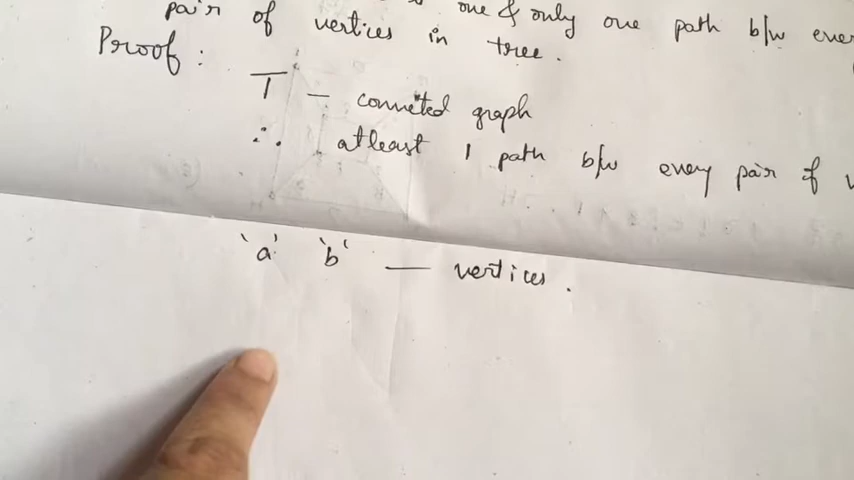 pair of vertices in tree.
one & only one path b/w ever
Proof :
T — connected graph
∴ atleast 1 path b/w every pair of v
'a' 'b' — vertices.